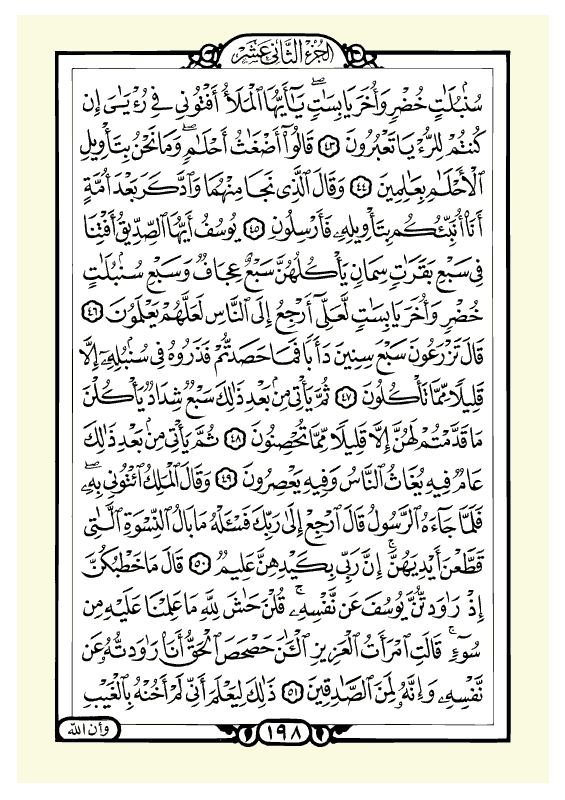 الجزء الثانى عشر
سُنۢبُلَٰتٍ خُضْرٍ وَأُخَرَ يَابِسَٰتٍۖ يَٰٓأَيُّهَا ٱلْمَلَأُ أَفْتُونِي فِي رُءْيَٰيَ إِن
كُنتُمْ لِلرُّءْيَا تَعْبُرُونَ ٤٣ قَالُوٓا۟ أَضْغَٰثُ أَحْلَٰمٍۖ وَمَا نَحْنُ بِتَأْوِيلِ
ٱلْأَحْلَٰمِ بِعَٰلِمِينَ ٤٤ وَقَالَ ٱلَّذِي نَجَا مِنْهُمَا وَٱدَّكَرَ بَعْدَ أُمَّةٍ
أَنَا۠ أُنَبِّئُكُم بِتَأْوِيلِهِۦ فَأَرْسِلُونِ ٤٥ يُوسُفُ أَيُّهَا ٱلصِّدِّيقُ أَفْتِنَا
فِي سَبْعِ بَقَرَٰتٍ سِمَانٍ يَأْكُلُهُنَّ سَبْعٌ عِجَافٌ وَسَبْعِ سُنۢبُلَٰتٍ
خُضْرٍ وَأُخَرَ يَابِسَٰتٍ لَّعَلِّيٓ أَرْجِعُ إِلَى ٱلنَّاسِ لَعَلَّهُمْ يَعْلَمُونَ ٤٦
قَالَ تَزْرَعُونَ سَبْعَ سِنِينَ دَأَبًا فَمَا حَصَدتُّمْ فَذَرُوهُ فِي سُنۢبُلِهِۦٓ إِلَّا
قَلِيلًا مِّمَّا تَأْكُلُونَ ٤٧ ثُمَّ يَأْتِي مِنۢ بَعْدِ ذَٰلِكَ سَبْعٌ شِدَادٌ يَأْكُلْنَ
مَا قَدَّمْتُمْ لَهُنَّ إِلَّا قَلِيلًا مِّمَّا تُحْصِنُونَ ٤٨ ثُمَّ يَأْتِي مِنۢ بَعْدِ ذَٰلِكَ
عَامٌ فِيهِ يُغَاثُ ٱلنَّاسُ وَفِيهِ يَعْصِرُونَ ٤٩ وَقَالَ ٱلْمَلِكُ ٱئْتُونِي بِهِۦۖ
فَلَمَّا جَآءَهُ ٱلرَّسُولُ قَالَ ٱرْجِعْ إِلَىٰ رَبِّكَ فَسْـَٔلْهُ مَا بَالُ ٱلنِّسْوَةِ ٱلَّٰتِي
قَطَّعْنَ أَيْدِيَهُنَّۚ إِنَّ رَبِّي بِكَيْدِهِنَّ عَلِيمٌ ٥٠ قَالَ مَا خَطْبُكُنَّ
إِذْ رَٰوَدتُّنَّ يُوسُفَ عَن نَّفْسِهِۦۚ قُلْنَ حَٰشَ لِلَّهِ مَا عَلِمْنَا عَلَيْهِ مِن
سُوٓءٍۚ قَالَتِ ٱمْرَأَتُ ٱلْعَزِيزِ ٱلْـَٰٔنَ حَصْحَصَ ٱلْحَقُّ أَنَا۠ رَٰوَدتُّهُۥ عَن
نَّفْسِهِۦ وَإِنَّهُۥ لَمِنَ ٱلصَّٰدِقِينَ ٥١ ذَٰلِكَ لِيَعْلَمَ أَنِّي لَمْ أَخُنْهُ بِٱلْغَيْبِ
١٩٨
وأن الله